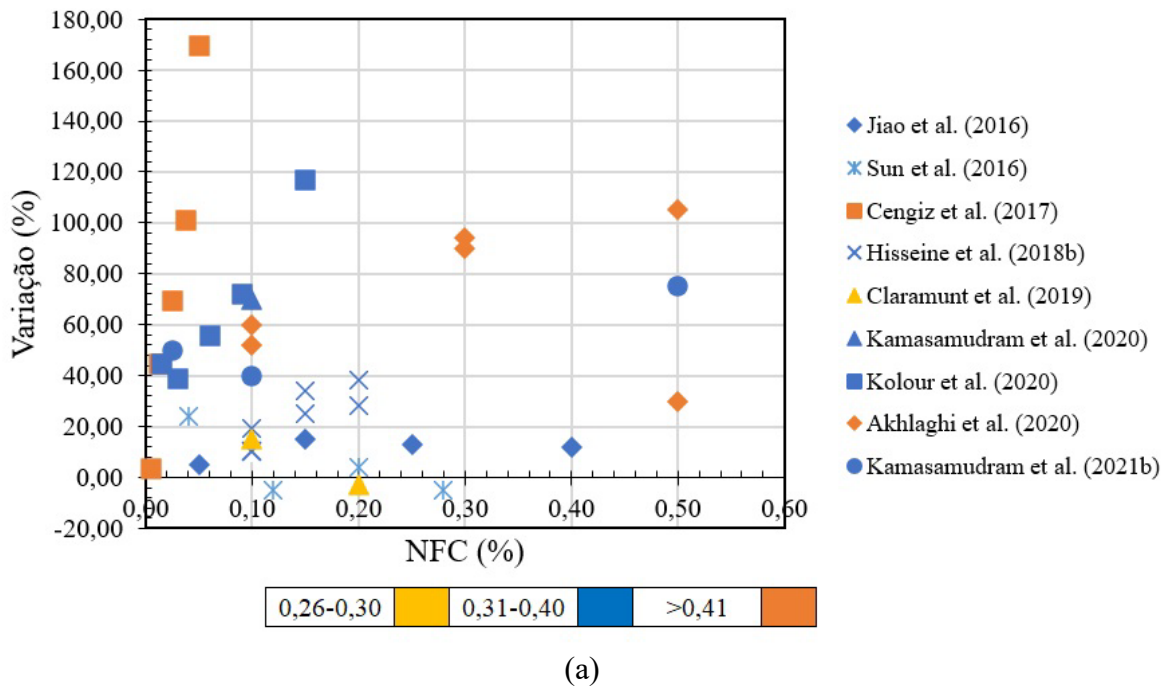 180,00
160,00
140,00
120,00
100,00
80,00
60,00
40,00
20,00
0,00
-20,00
Variação (%)
0,00 0,10 0,20 0,30 0,40 0,50 0,60
NFC (%)
Jiao et al. (2016)
Sun et al. (2016)
Cengiz et al. (2017)
Hisseine et al. (2018b)
Claramunt et al. (2019)
Kamasamudram et al. (2020)
Kolour et al. (2020)
Akhlaghi et al. (2020)
Kamasamudram et al. (2021b)
0,26-0,30 0,31-0,40 >0,41
(a)